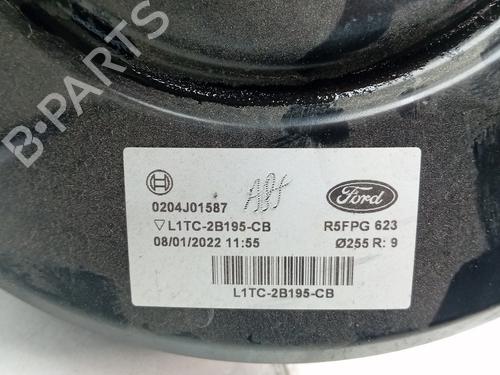 B-PARTS
0204J01587
Ford
▽L1TC-2B195-CB
R5FPG 623
08/01/2022 11:55
Ø255 R: 9
L1TC-2B195-CB